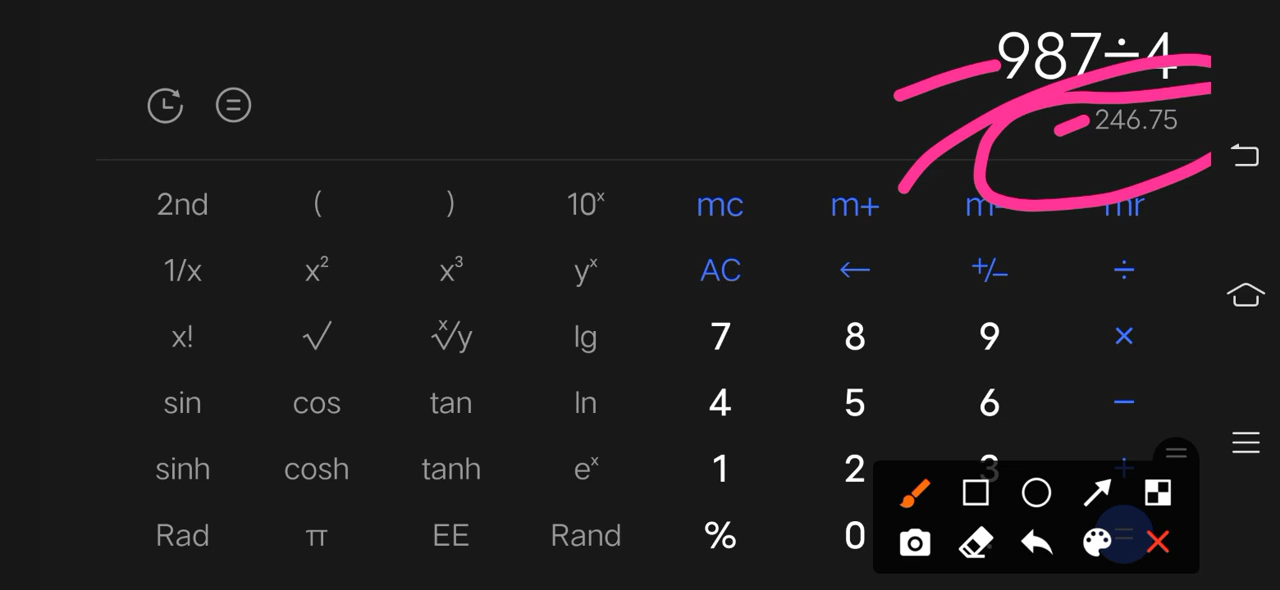 987÷4
246.75
2nd ( ) 10ˣ mc m+ m- mr
1/x x² x³ yˣ AC ← +/− ÷
x! √ ˣ√y lg 7 8 9 ×
sin cos tan ln 4 5 6 −
sinh cosh tanh eˣ 1 2 3 +
Rad π EE Rand % 0 =